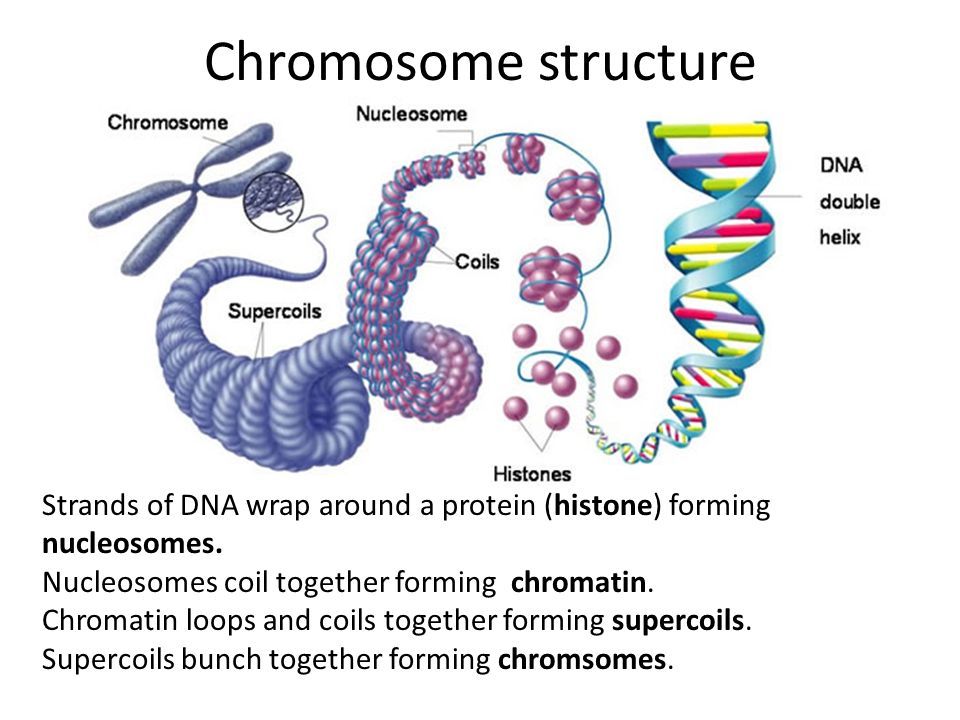 Chromosome structure
Chromosome
Nucleosome
DNA
double
helix
Coils
Supercoils
Histones
Strands of DNA wrap around a protein (histone) forming
nucleosomes.
Nucleosomes coil together forming chromatin.
Chromatin loops and coils together forming supercoils.
Supercoils bunch together forming chromsomes.